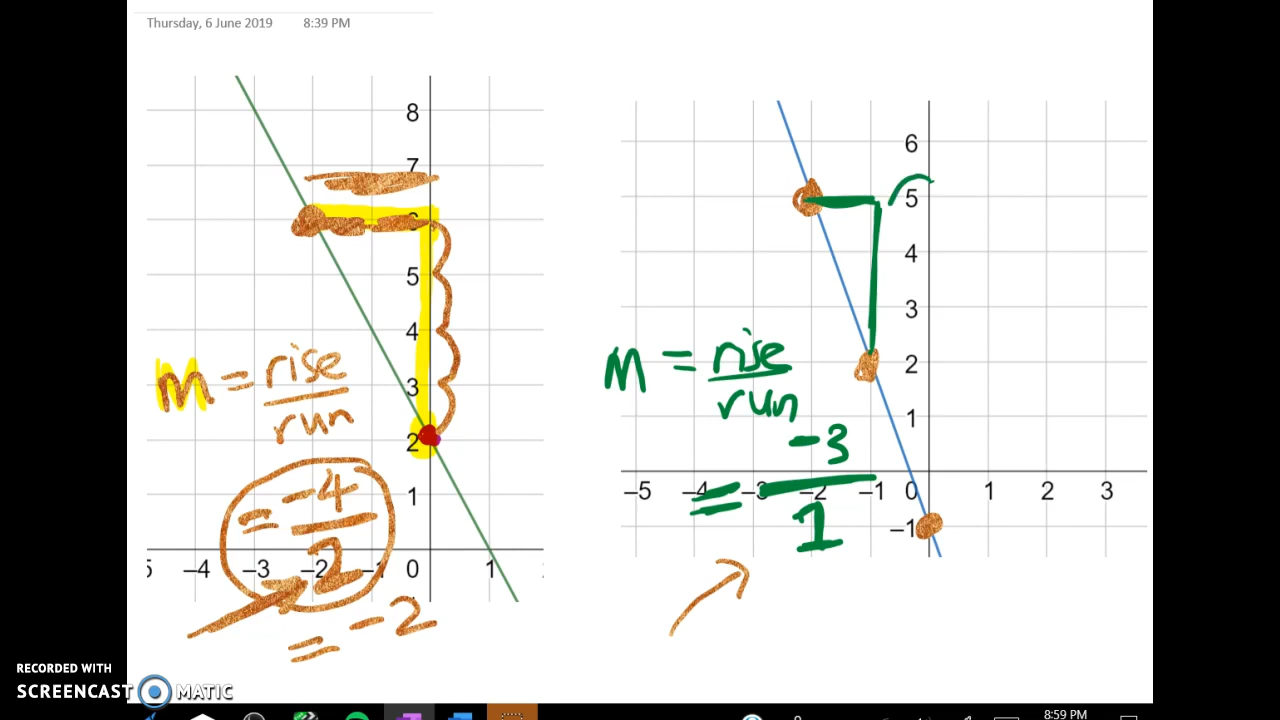 Thursday, 6 June 2019 8:39 PM
8
7
5
4
3
2
1
–4 –3 –2 –1 0 1
m = rise
run
= -4
2
= -2
6
5
4
3
2
1
–5 –4 –3 –2 –1 0 1 2 3
–1
m = rise
run
= -3
1
RECORDED WITH
SCREENCAST MATIC
8:59 PM